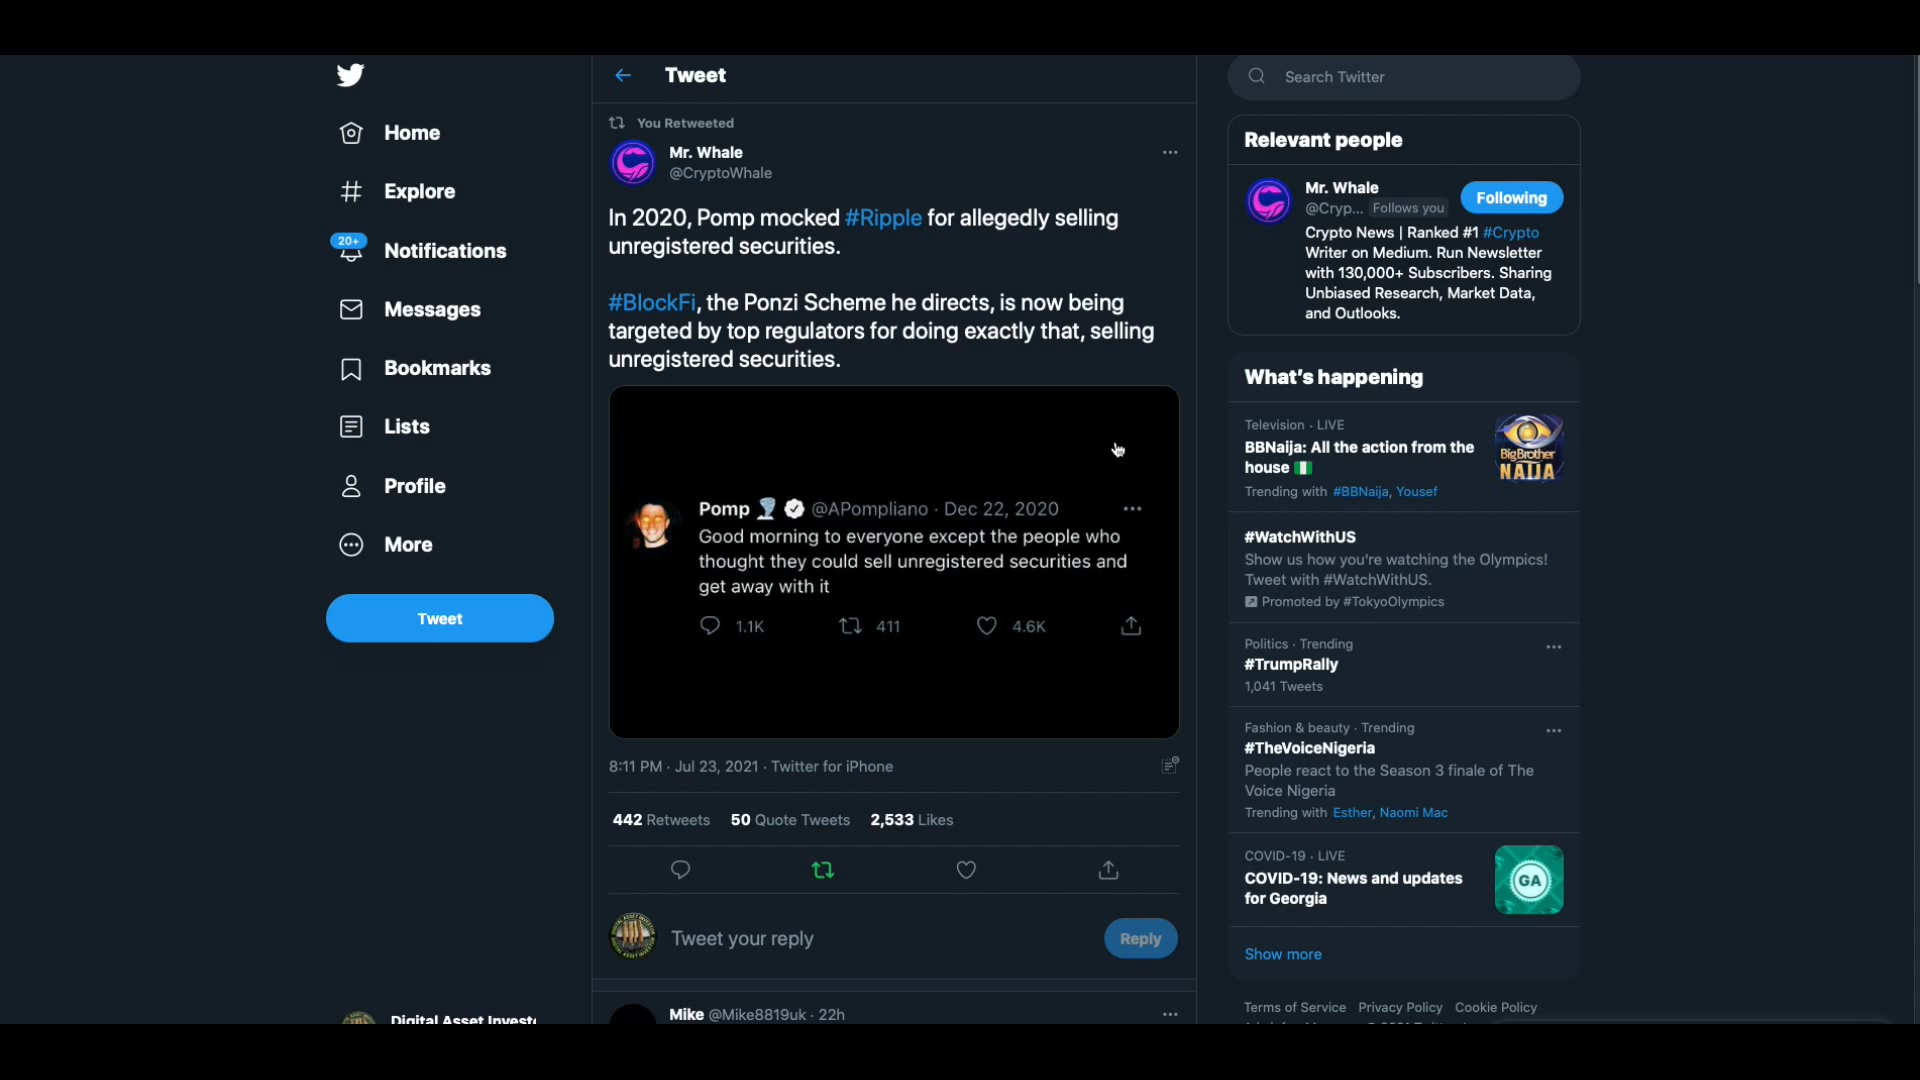 Tweet
Search Twitter
Home
Explore
20+
Notifications
Messages
Bookmarks
Lists
Profile
More
Tweet
You Retweeted
Mr. Whale
@CryptoWhale
In 2020, Pomp mocked #Ripple for allegedly selling
unregistered securities.
#BlockFi, the Ponzi Scheme he directs, is now being
targeted by top regulators for doing exactly that, selling
unregistered securities.
Pomp @APompliano · Dec 22, 2020
Good morning to everyone except the people who
thought they could sell unregistered securities and
get away with it
1.1K 411 4.6K
8:11 PM · Jul 23, 2021 · Twitter for iPhone
442 Retweets 50 Quote Tweets 2,533 Likes
Tweet your reply
Reply
Mike @Mike8819uk · 22h
Relevant people
Mr. Whale
@Cryp... Follows you
Following
Crypto News | Ranked #1 #Crypto
Writer on Medium. Run Newsletter
with 130,000+ Subscribers. Sharing
Unbiased Research, Market Data,
and Outlooks.
What's happening
Television · LIVE
BBNaija: All the action from the
house
Trending with #BBNaija, Yousef
BigBrother
NAIJA
#WatchWithUS
Show us how you're watching the Olympics!
Tweet with #WatchWithUS.
Promoted by #TokyoOlympics
Politics · Trending
#TrumpRally
1,041 Tweets
Fashion & beauty · Trending
#TheVoiceNigeria
People react to the Season 3 finale of The
Voice Nigeria
Trending with Esther, Naomi Mac
COVID-19 · LIVE
COVID-19: News and updates
for Georgia
GA
Show more
Terms of Service Privacy Policy Cookie Policy
Digital Asset Investo